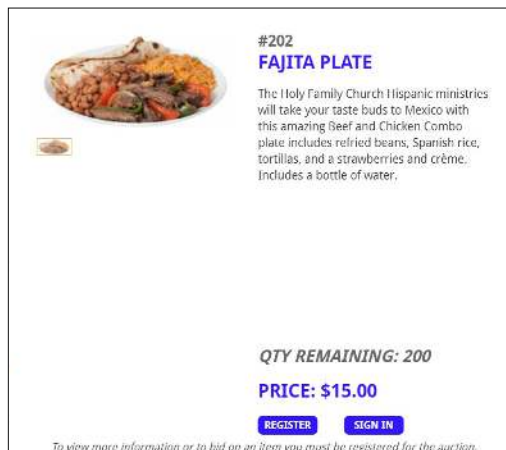 #202
FAJITA PLATE
The Holy Family Church Hispanic ministries
will take your taste buds to Mexico with
this amazing Beef and Chicken Combo
plate includes refried beans, Spanish rice,
tortillas, and a strawberries and crème.
Includes a bottle of water.
QTY REMAINING: 200
PRICE: $15.00
REGISTER SIGN IN
To view more information or to bid on an item you must be registered for the auction.